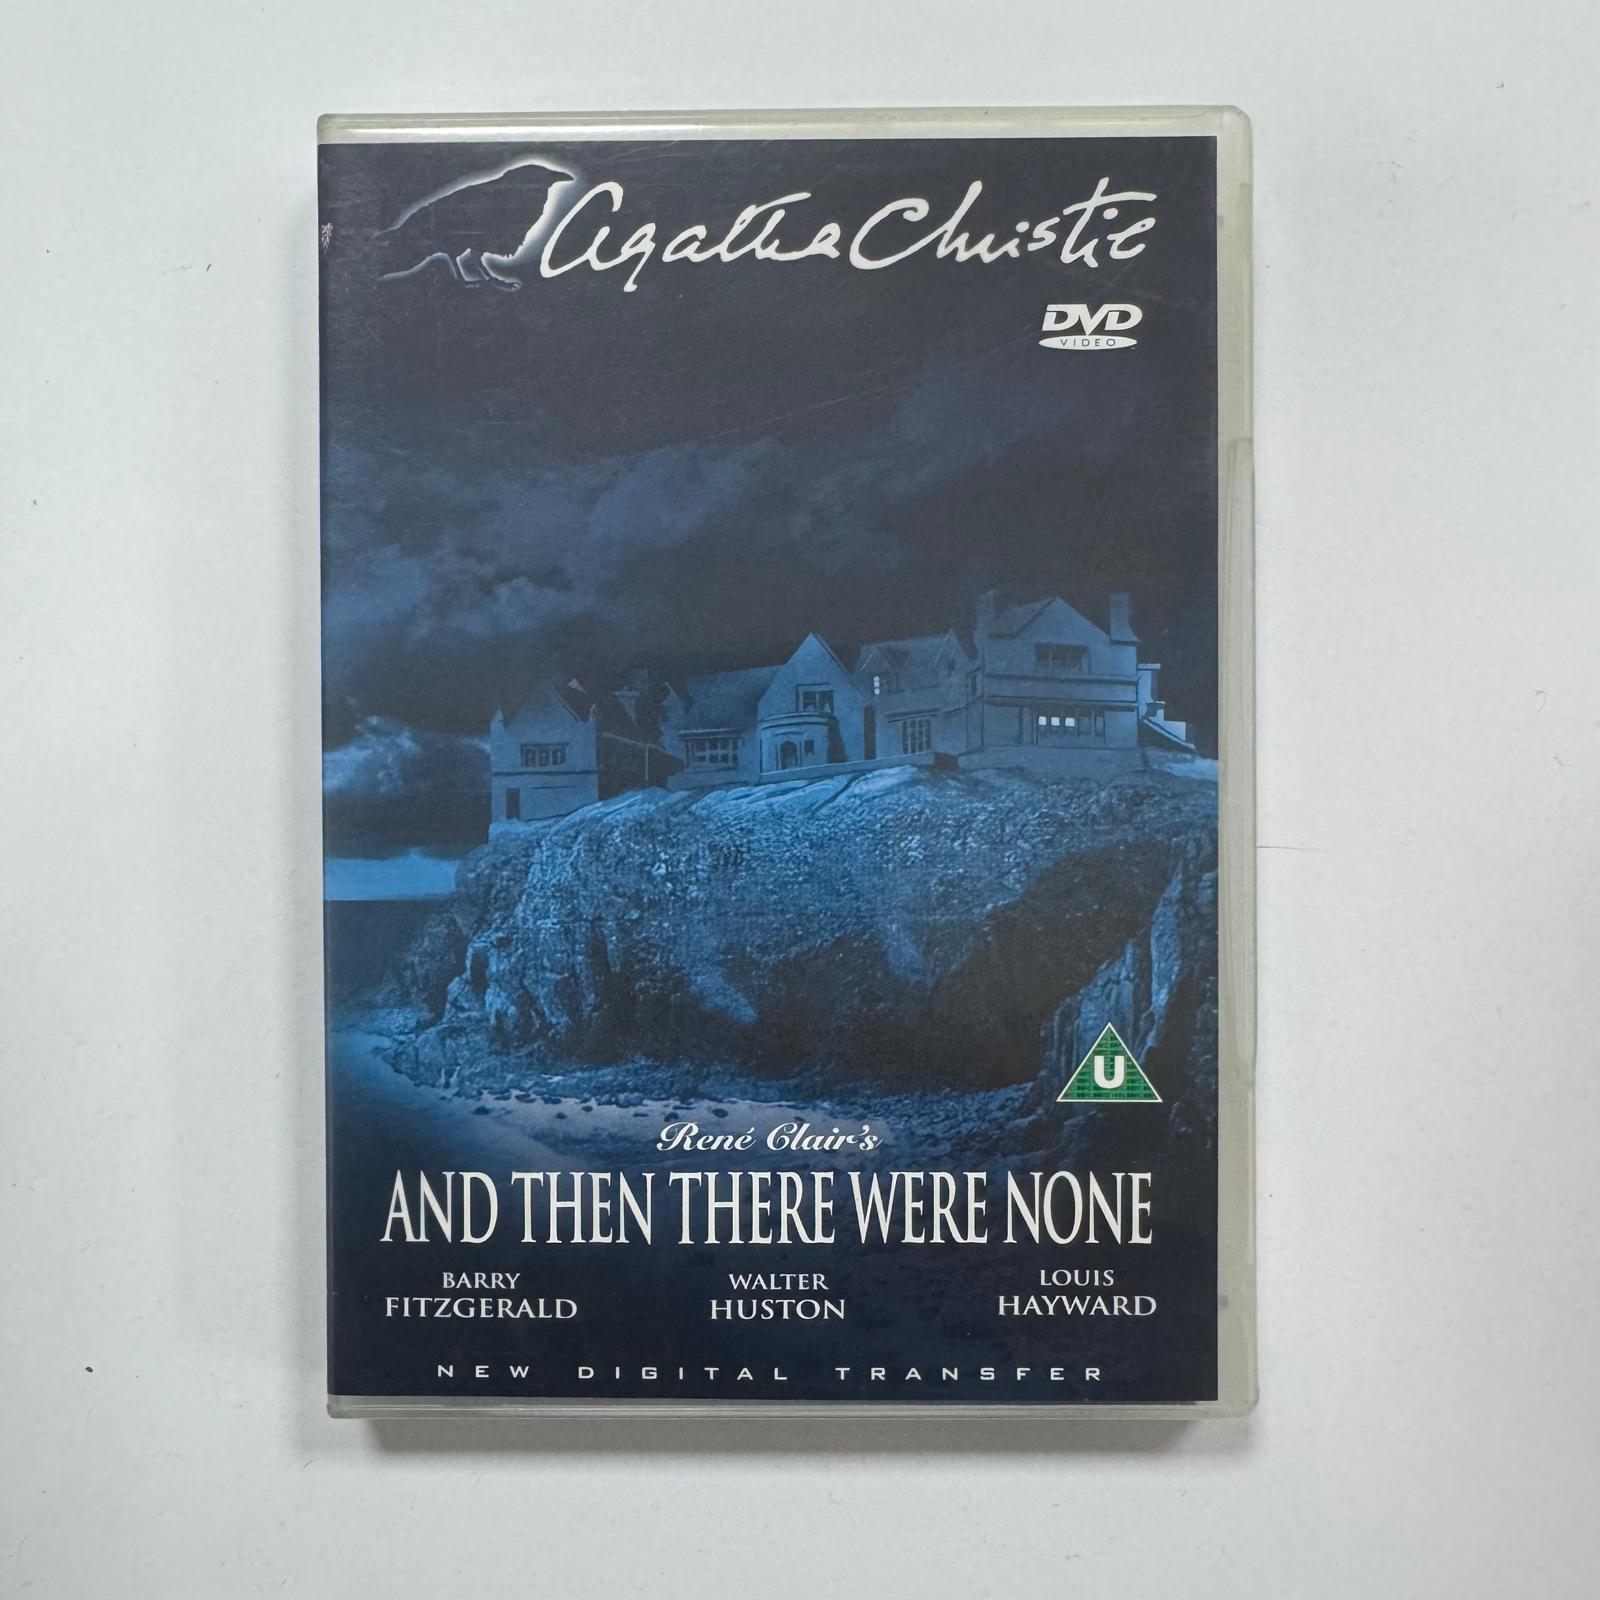 Agatha Christie
DVD
VIDEO
U
René Clair's
AND THEN THERE WERE NONE
BARRY
FITZGERALD
WALTER
HUSTON
LOUIS
HAYWARD
NEW DIGITAL TRANSFER